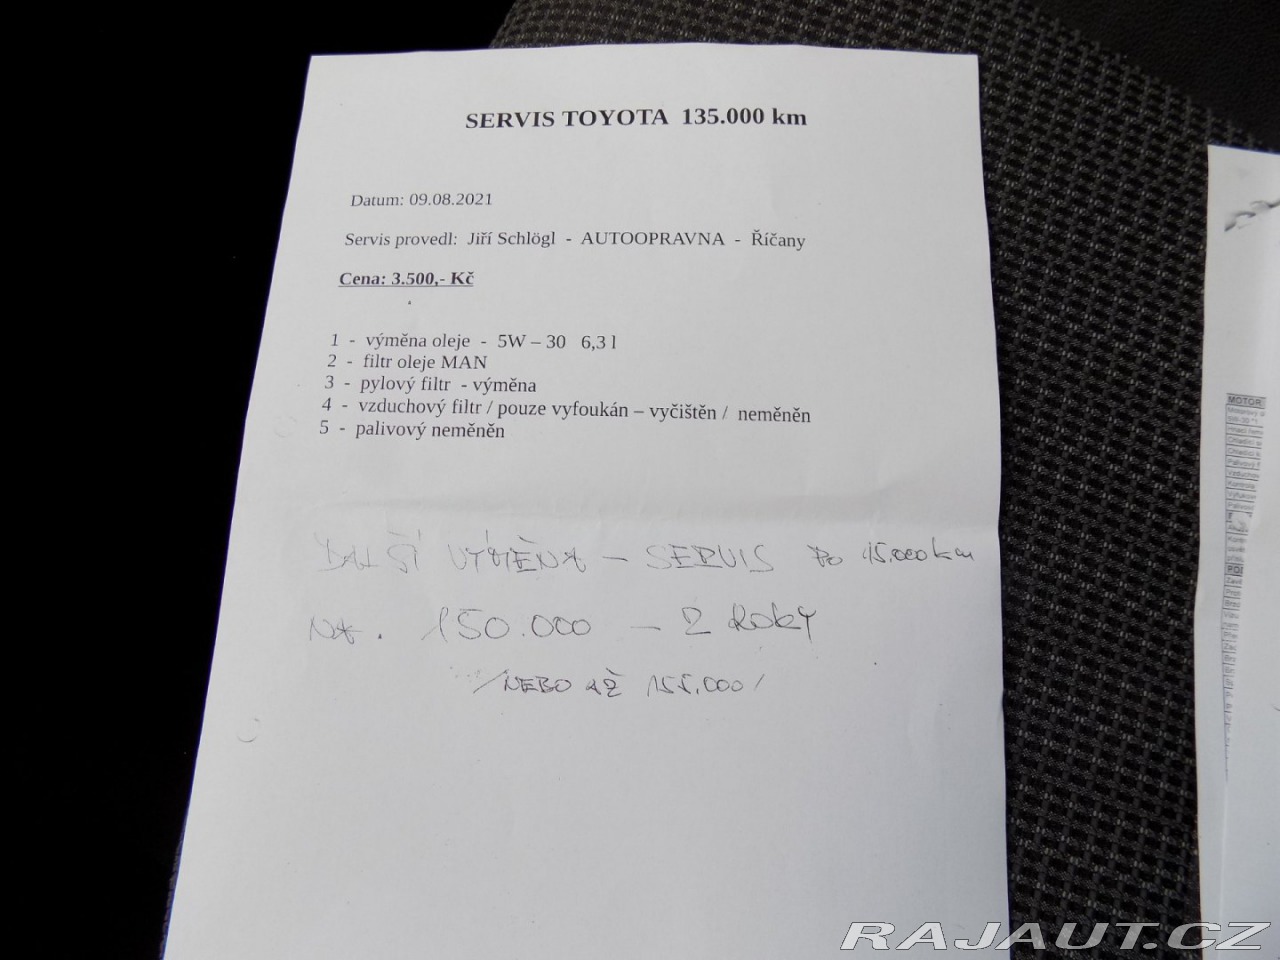 SERVIS TOYOTA 135.000 km
Datum: 09.08.2021
Servis provedl: Jiří Schlögl - AUTOOPRAVNA - Říčany
Cena: 3.500,- Kč
1 - výměna oleje - 5W – 30 6,3 l
2 - filtr oleje MAN
3 - pylový filtr - výměna
4 - vzduchový filtr / pouze vyfoukán – vyčištěn / neměněn
5 - palivový neměněn
DALŠÍ VÝMĚNA – SERVIS PO 15.000 km
NA. 150.000 – 2 ROKY
/NEBO AŽ 155.000/
MOTOR
RAJAUT.CZ